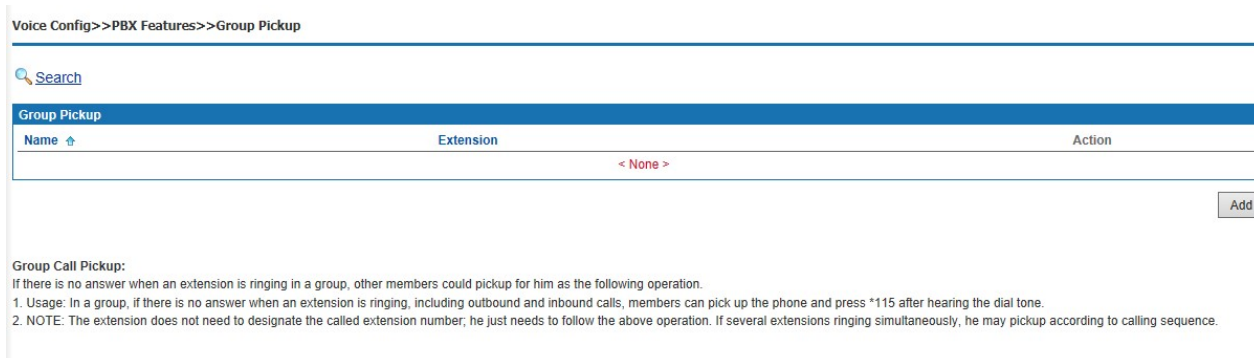 Voice Config>>PBX Features>>Group Pickup
Search
Group Pickup
Name Extension Action
< None >
Add
Group Call Pickup:
If there is no answer when an extension is ringing in a group, other members could pickup for him as the following operation.
1. Usage: In a group, if there is no answer when an extension is ringing, including outbound and inbound calls, members can pick up the phone and press *115 after hearing the dial tone.
2. NOTE: The extension does not need to designate the called extension number; he just needs to follow the above operation. If several extensions ringing simultaneously, he may pickup according to calling sequence.